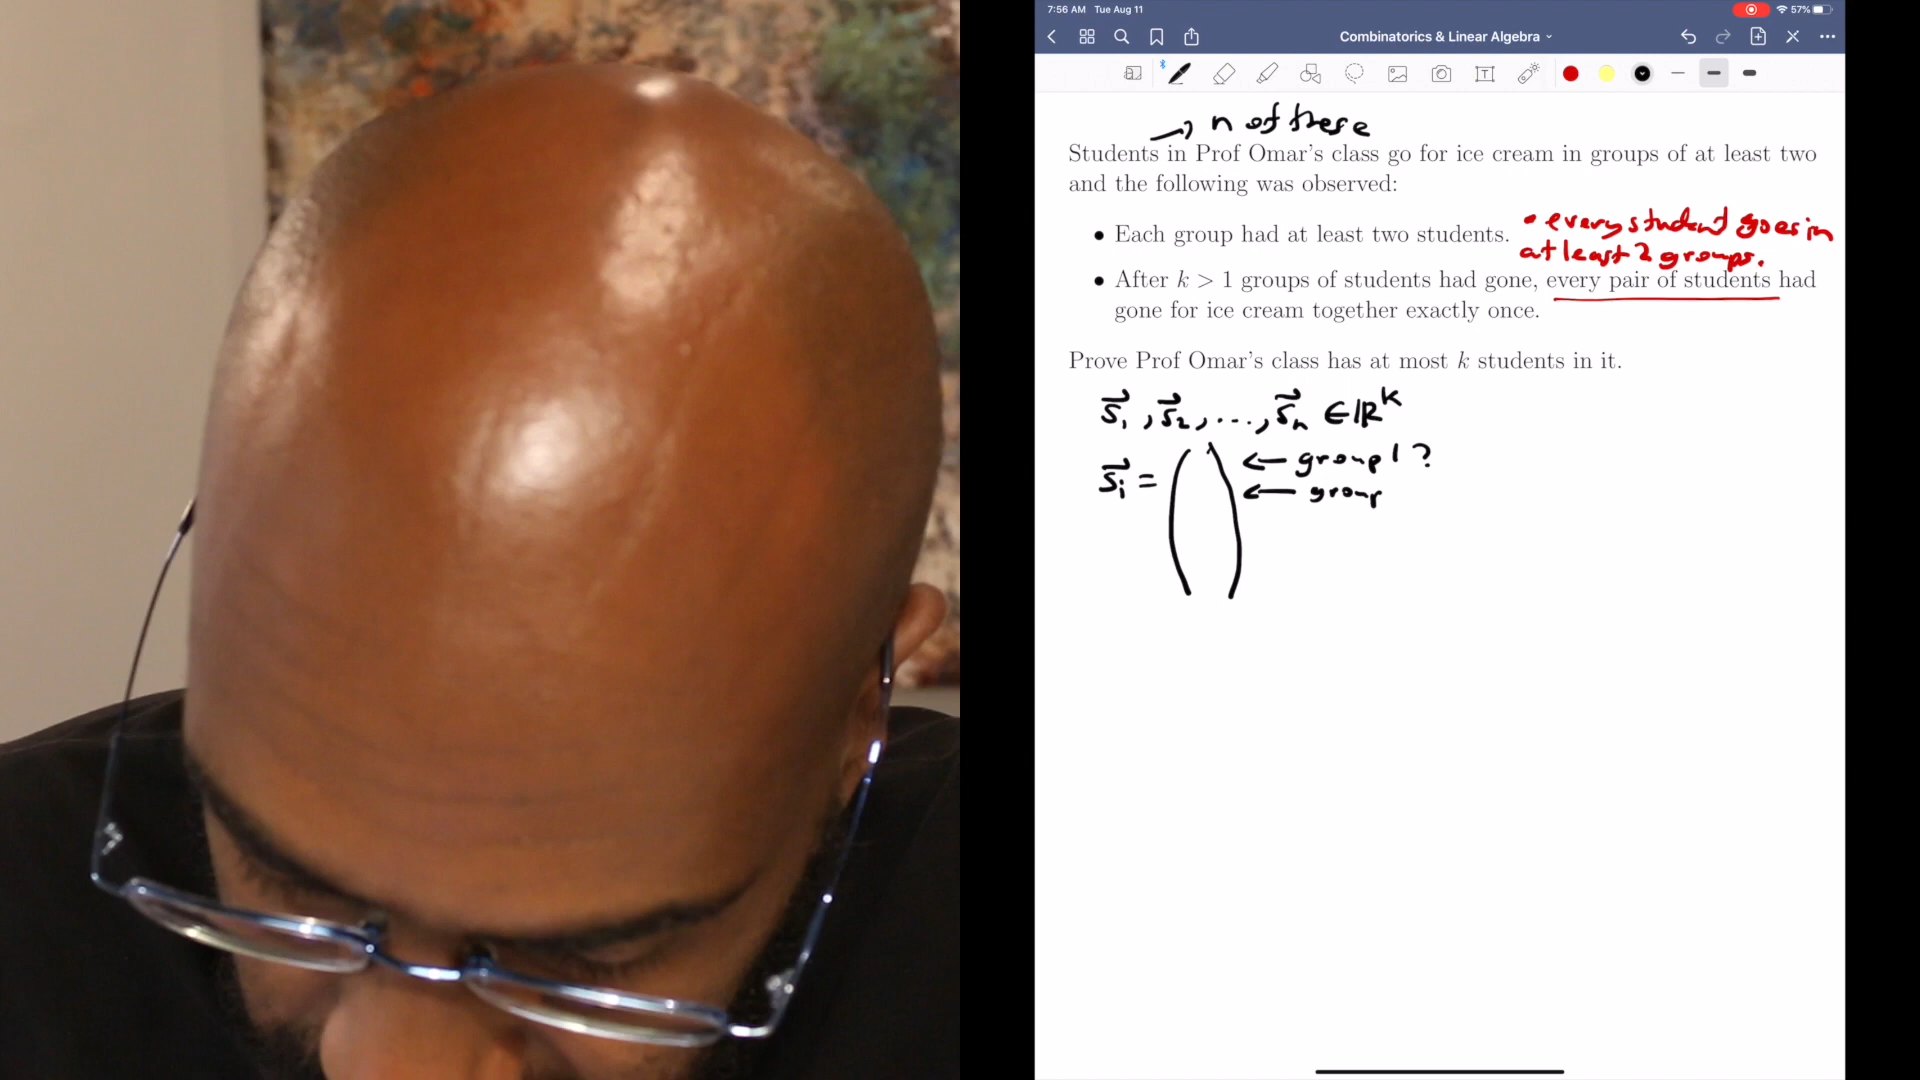 7:56 AM Tue Aug 11
57%
Combinatorics & Linear Algebra
→ n of these
Students in Prof Omar's class go for ice cream in groups of at least two
and the following was observed:
• Each group had at least two students.
• every student goes in
at least 2 groups.
• After k > 1 groups of students had gone, every pair of students had
gone for ice cream together exactly once.
Prove Prof Omar's class has at most k students in it.
s⃗₁, s⃗₂, ..., s⃗ₙ ∈ ℝᵏ
s⃗ᵢ = ( ) ← group 1?
← group